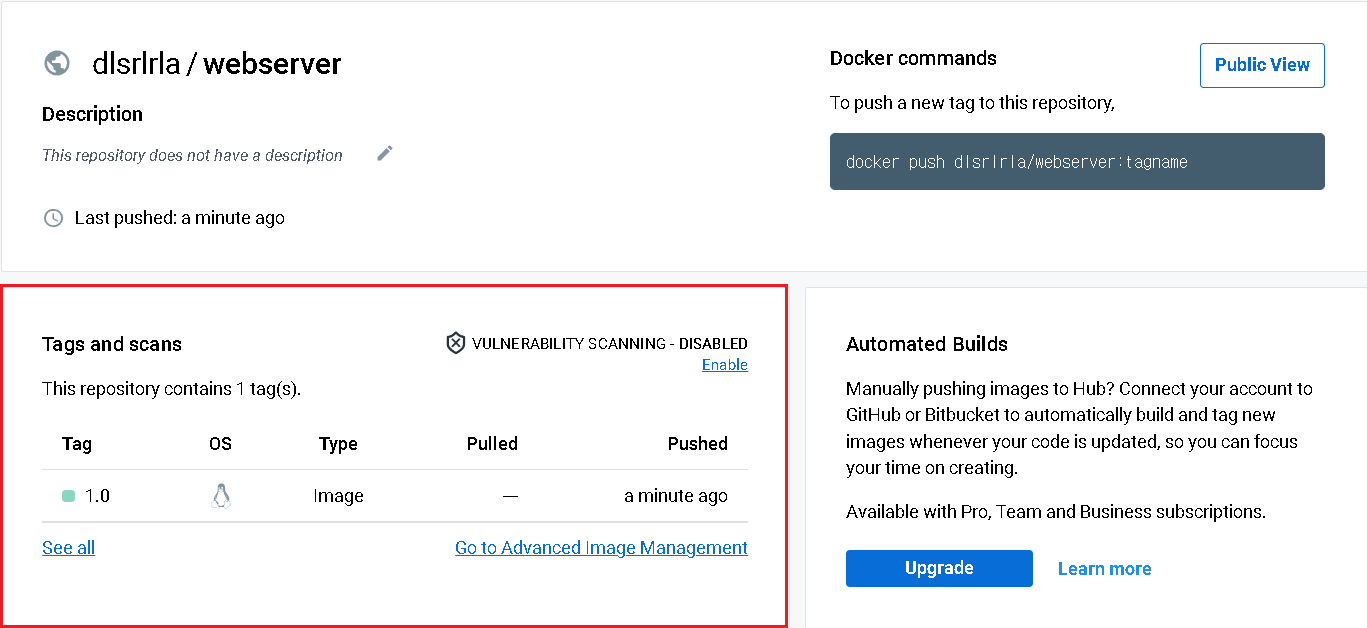 dlsrlrla / webserver
Description
This repository does not have a description
Last pushed: a minute ago
Docker commands
Public View
To push a new tag to this repository,
docker push dlsrlrla/webserver:tagname
Tags and scans
VULNERABILITY SCANNING - DISABLED
Enable
This repository contains 1 tag(s).
Tag OS Type Pulled Pushed
1.0 Image — a minute ago
See all Go to Advanced Image Management
Automated Builds
Manually pushing images to Hub? Connect your account to
GitHub or Bitbucket to automatically build and tag new
images whenever your code is updated, so you can focus
your time on creating.
Available with Pro, Team and Business subscriptions.
Upgrade Learn more